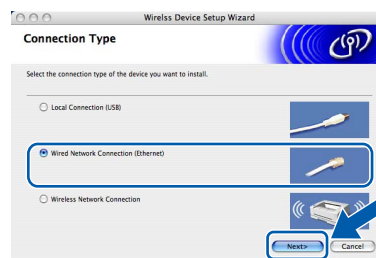 Wirelss Device Setup Wizard
Connection Type
Select the connection type of the device you want to install.
Local Connection (USB)
Wired Network Connection (Ethernet)
Wireless Network Connection
Next> Cancel